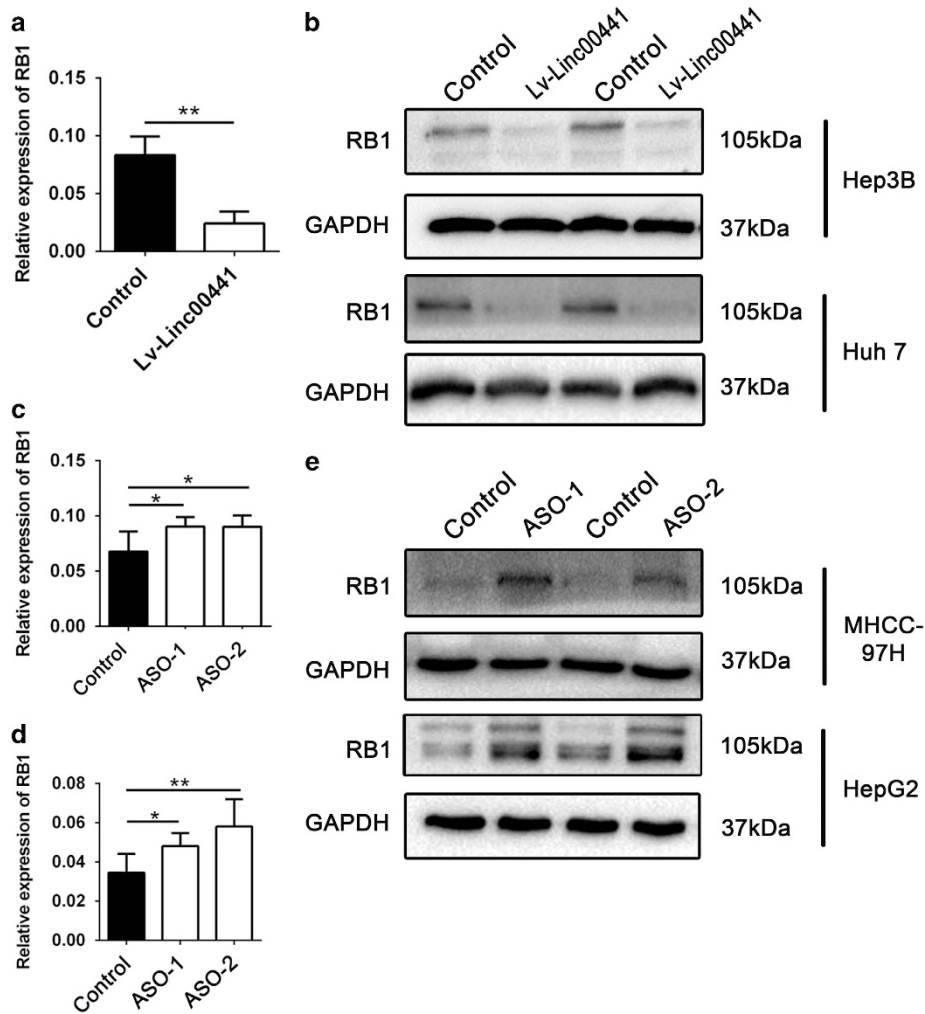 a
Relative expression of RB1
0.15
0.10
0.05
0.00
**
Control
Lv-Linc00441
b
Control
Lv-Linc00441
Control
Lv-Linc00441
RB1
105kDa
GAPDH
37kDa
Hep3B
RB1
105kDa
GAPDH
37kDa
Huh 7
c
Relative expression of RB1
0.15
0.10
0.05
0.00
*
*
Control
ASO-1
ASO-2
d
Relative expression of RB1
0.08
0.06
0.04
0.02
0.00
**
*
Control
ASO-1
ASO-2
e
Control
ASO-1
Control
ASO-2
RB1
105kDa
GAPDH
37kDa
MHCC-
97H
RB1
105kDa
GAPDH
37kDa
HepG2